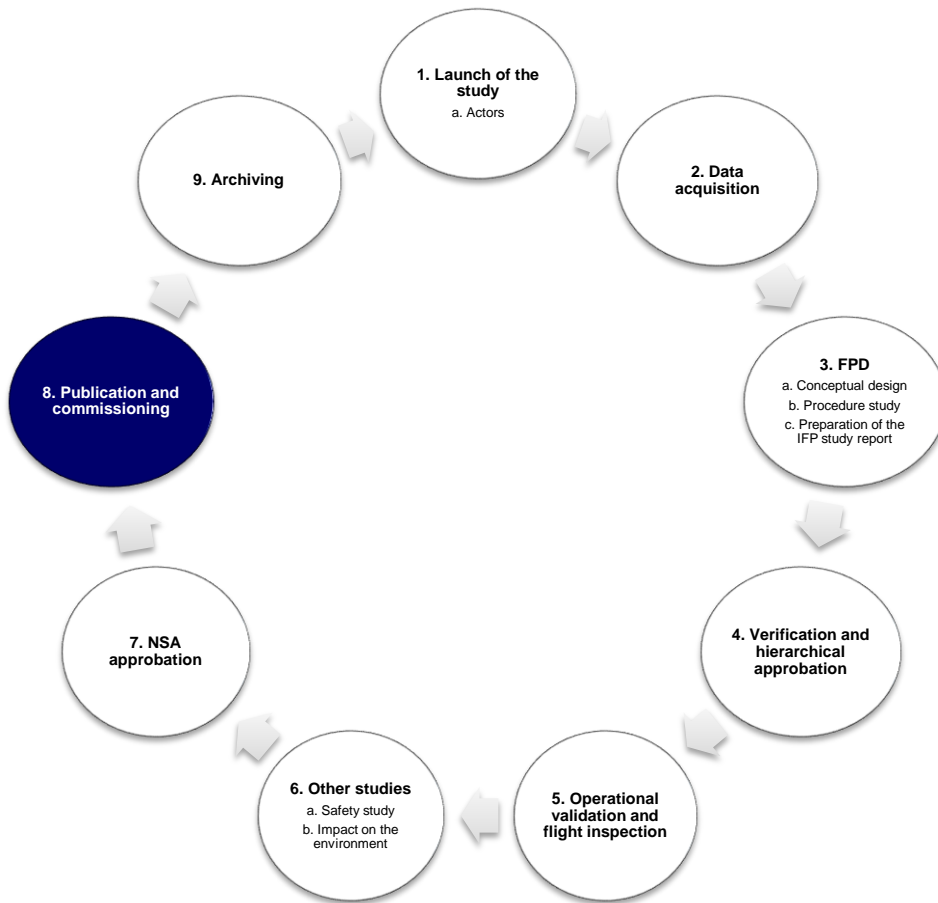 1. Launch of the
study
a. Actors
2. Data
acquisition
3. FPD
a. Conceptual design
b. Procedure study
c. Preparation of the
IFP study report
4. Verification and
hierarchical
approbation
5. Operational
validation and
flight inspection
6. Other studies
a. Safety study
b. Impact on the
environment
7. NSA
approbation
8. Publication and
commissioning
9. Archiving